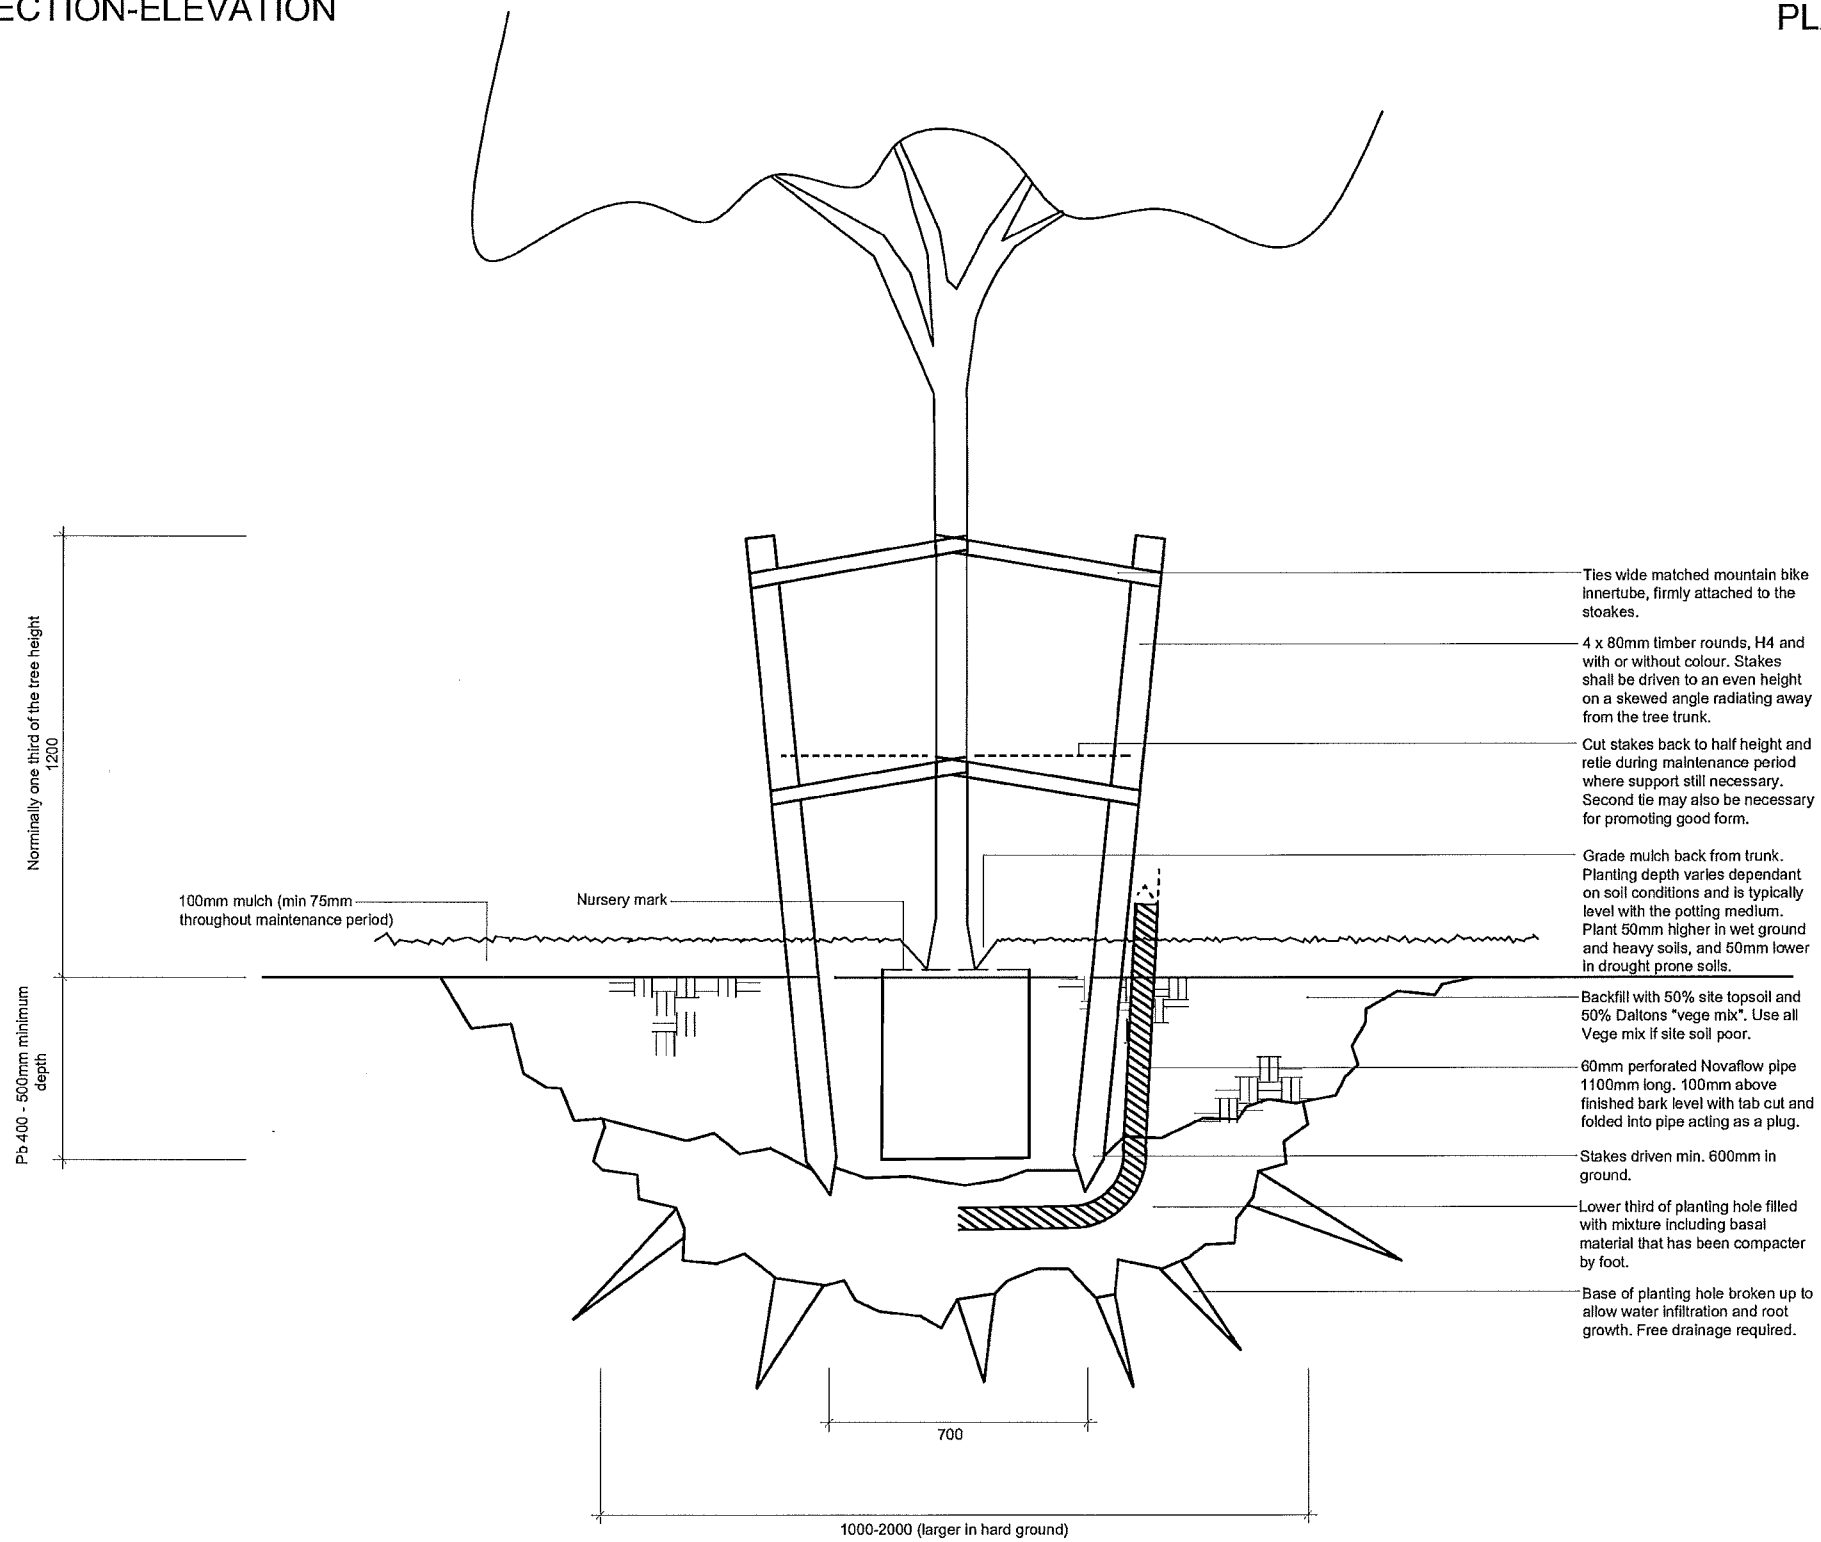 ECTION-ELEVATION
PL
Norminally one third of the tree height
1200
Pb 400 - 500mm minimum
depth
100mm mulch (min 75mm
throughout maintenance period)
Nursery mark
Ties wide matched mountain bike
innertube, firmly attached to the
stoakes.
4 x 80mm timber rounds, H4 and
with or without colour. Stakes
shall be driven to an even height
on a skewed angle radiating away
from the tree trunk.
Cut stakes back to half height and
retie during maintenance period
where support still necessary.
Second tie may also be necessary
for promoting good form.
Grade mulch back from trunk.
Planting depth varies dependant
on soil conditions and is typically
level with the potting medium.
Plant 50mm higher in wet ground
and heavy soils, and 50mm lower
in drought prone soils.
Backfill with 50% site topsoil and
50% Daltons "vege mix". Use all
Vege mix if site soil poor.
60mm perforated Novaflow pipe
1100mm long. 100mm above
finished bark level with tab cut and
folded into pipe acting as a plug.
Stakes driven min. 600mm in
ground.
Lower third of planting hole filled
with mixture including basal
material that has been compacter
by foot.
Base of planting hole broken up to
allow water infiltration and root
growth. Free drainage required.
700
1000-2000 (larger in hard ground)